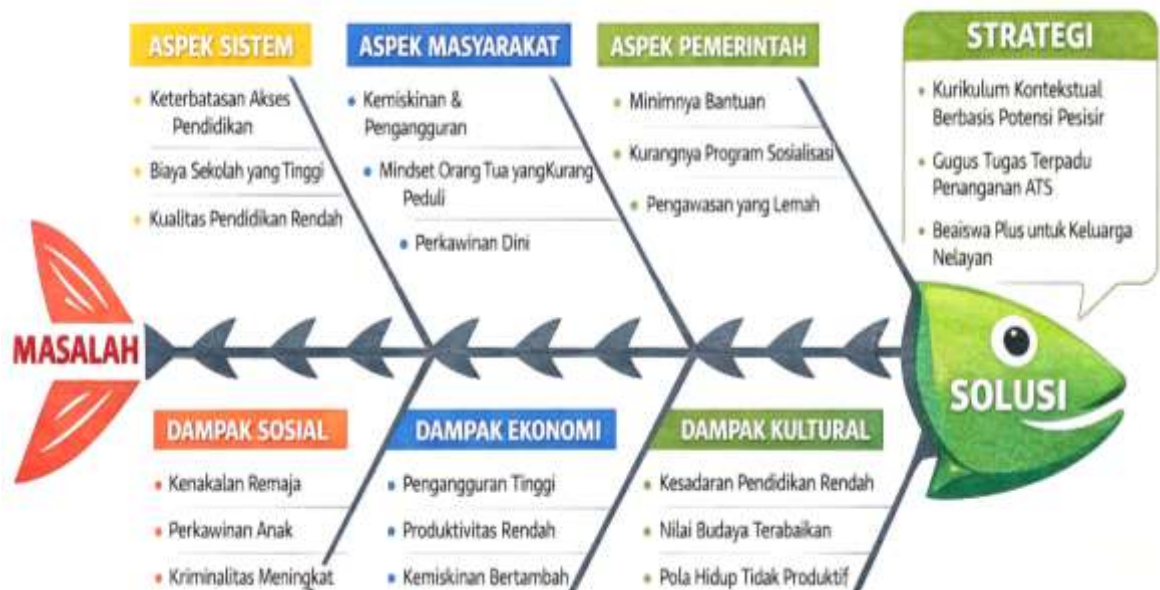 ASPEK SISTEM
Keterbatasan Akses
Pendidikan
Biaya Sekolah yang Tinggi
Kualitas Pendidikan Rendah
ASPEK MASYARAKAT
Kemiskinan &
Pengangguran
Mindset Orang Tua yangKurang
Peduli
Perkawinan Dini
ASPEK PEMERINTAH
Minimnya Bantuan
Kurangnya Program Sosialisasi
Pengawasan yang Lemah
STRATEGI
Kurikulum Kontekstual
Berbasis Potensi Pesisir
Gugus Tugas Terpadu
Penanganan ATS
Beaiswa Plus untuk Keluarga
Nelayan
MASALAH
SOLUSI
DAMPAK SOSIAL
Kenakalan Remaja
Perkawinan Anak
Kriminalitas Meningkat
DAMPAK EKONOMI
Pengangguran Tinggi
Produktivitas Rendah
Kemiskinan Bertambah
DAMPAK KULTURAL
Kesadaran Pendidikan Rendah
Nilai Budaya Terabaikan
Pola Hidup Tidak Produktif